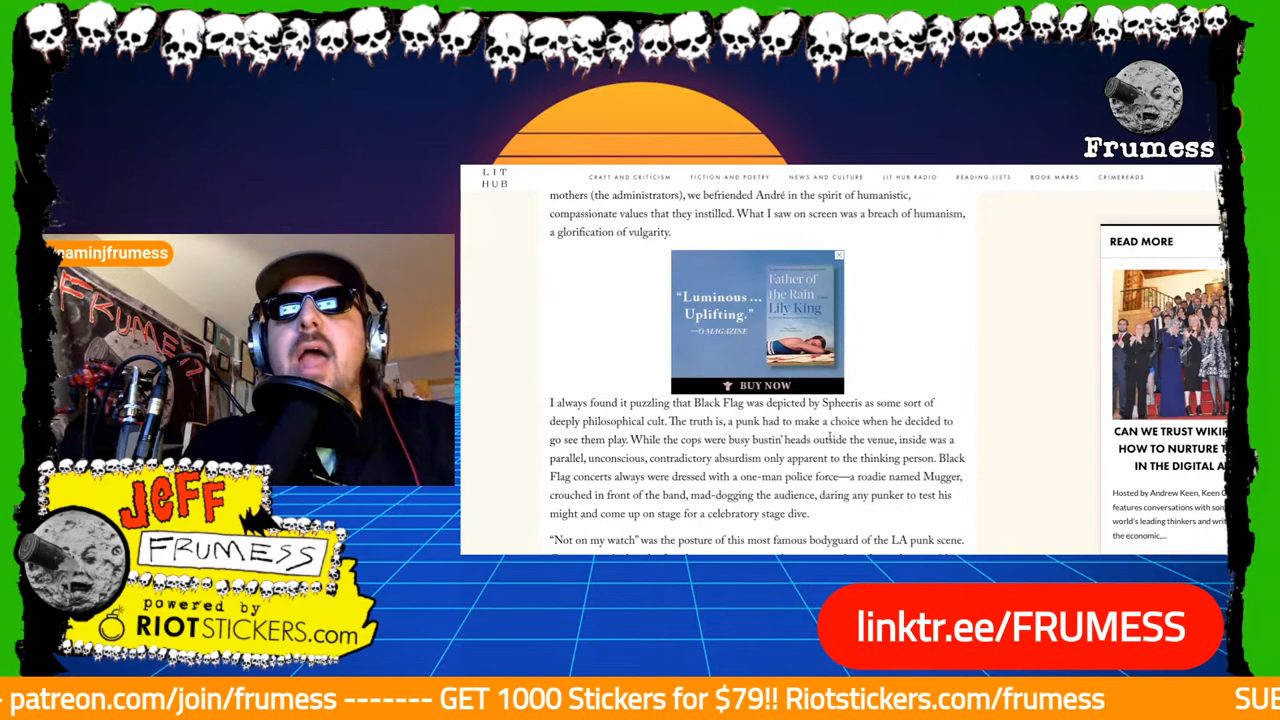 Frumess
LIT
HUB
CRAFT AND CRITICISM
FICTION AND POETRY
NEWS AND CULTURE
LIT HUB RADIO
READING LISTS
BOOK MARKS
CRIMEREADS
mothers (the administrators), we befriended André in the spirit of humanistic,
compassionate values that they instilled. What I saw on screen was a breach of humanism,
a glorification of vulgarity.
"Luminous ...
Uplifting."
—O MAGAZINE
Father of
the Rain
Lily King
BUY NOW
I always found it puzzling that Black Flag was depicted by Spheeris as some sort of
deeply philosophical cult. The truth is, a punk had to make a choice when he decided to
go see them play. While the cops were busy bustin' heads outside the venue, inside was a
parallel, unconscious, contradictory absurdism only apparent to the thinking person. Black
Flag concerts always were dressed with a one-man police force—a roadie named Mugger,
crouched in front of the band, mad-dogging the audience, daring any punker to test his
might and come up on stage for a celebratory stage dive.
"Not on my watch" was the posture of this most famous bodyguard of the LA punk scene.
READ MORE
CAN WE TRUST WIKI
HOW TO NURTURE T
IN THE DIGITAL A
Hosted by Andrew Keen, Keen
features conversations with som
world's leading thinkers and writ
the economic,...
eaminjfrumess
FRUMESS
JEFF
FRUMESS
powered by
RIOTSTICKERS.com
linktr.ee/FRUMESS
- patreon.com/join/frumess ------- GET 1000 Stickers for $79!! Riotstickers.com/frumess
SUB